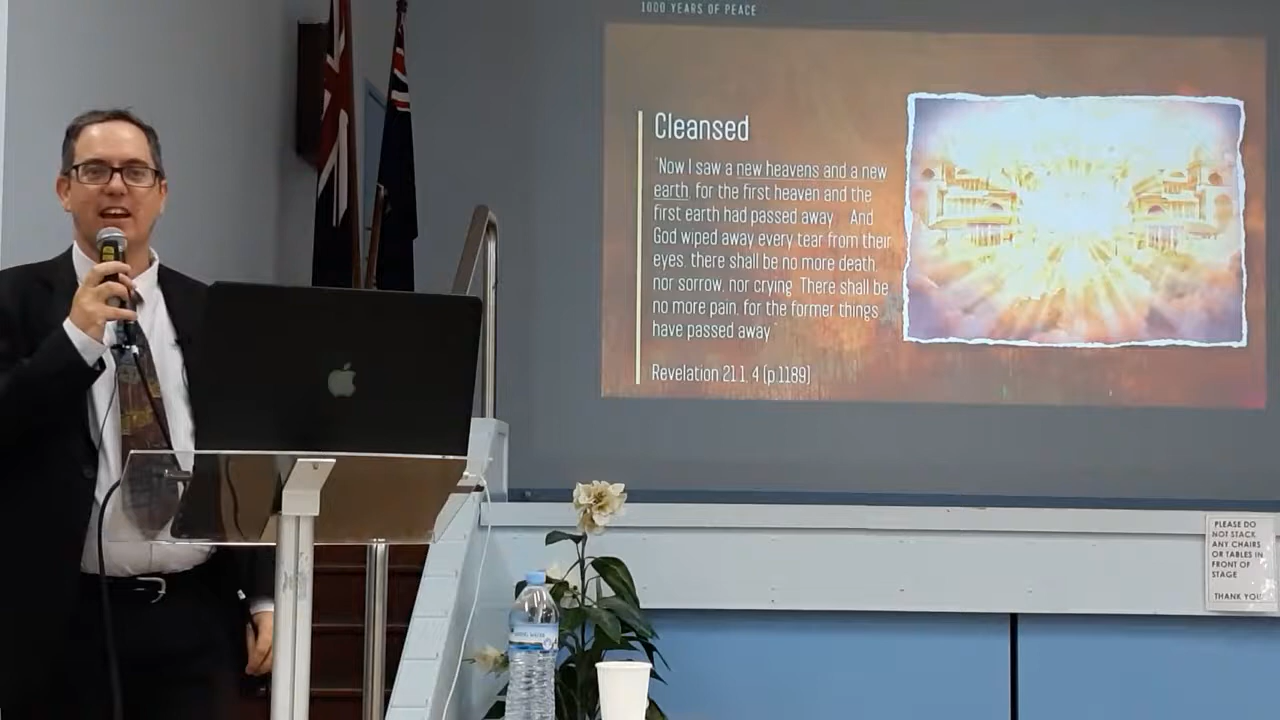 1000 YEARS OF PEACE
Cleansed
"Now I saw a new heavens and a new
earth, for the first heaven and the
first earth had passed away. And
God wiped away every tear from their
eyes, there shall be no more death,
nor sorrow, nor crying. There shall be
no more pain, for the former things
have passed away."
Revelation 21:1, 4 (p.1189)
PLEASE DO
NOT STACK
ANY CHAIRS
OR TABLES IN
FRONT OF
STAGE
THANK YOU